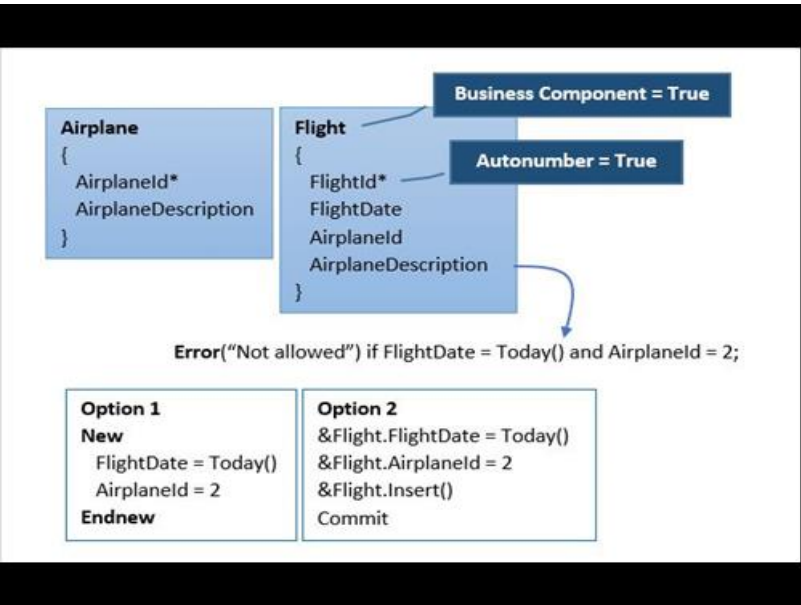 Business Component = True
Airplane
{
AirplaneId*
AirplaneDescription
}
Flight
{
Autonumber = True
FlightId*
FlightDate
AirplaneId
AirplaneDescription
}
Error(“Not allowed”) if FlightDate = Today() and AirplaneId = 2;
Option 1
New
FlightDate = Today()
AirplaneId = 2
Endnew
Option 2
&Flight.FlightDate = Today()
&Flight.AirplaneId = 2
&Flight.Insert()
Commit